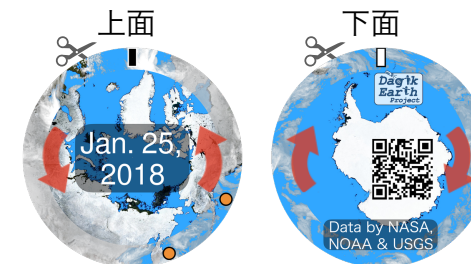 上面
下面
Jan. 25,
2018
Dagik
Earth
Project
Data by NASA,
NOAA & USGS